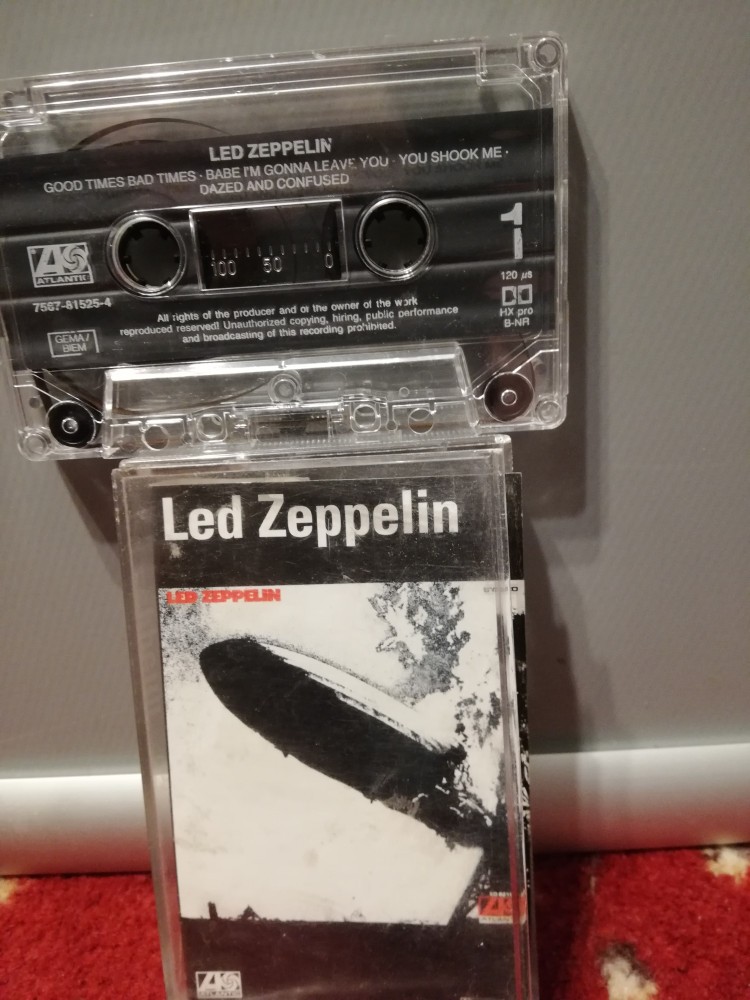 LED ZEPPELIN
GOOD TIMES BAD TIMES · BABE I'M GONNA LEAVE YOU · YOU SHOOK ME ·
DAZED AND CONFUSED
1
100 50 0
ATLANTIC
7567-81525-4
120 µs
HX pro
B-NR
GEMA/
BIEM
All rights of the producer and of the owner of the work
reproduced reserved! Unauthorized copying, hiring, public performance
and broadcasting of this recording prohibited.
Led Zeppelin
LED ZEPPELIN
STEREO
ATLANTIC
ATLANTIC